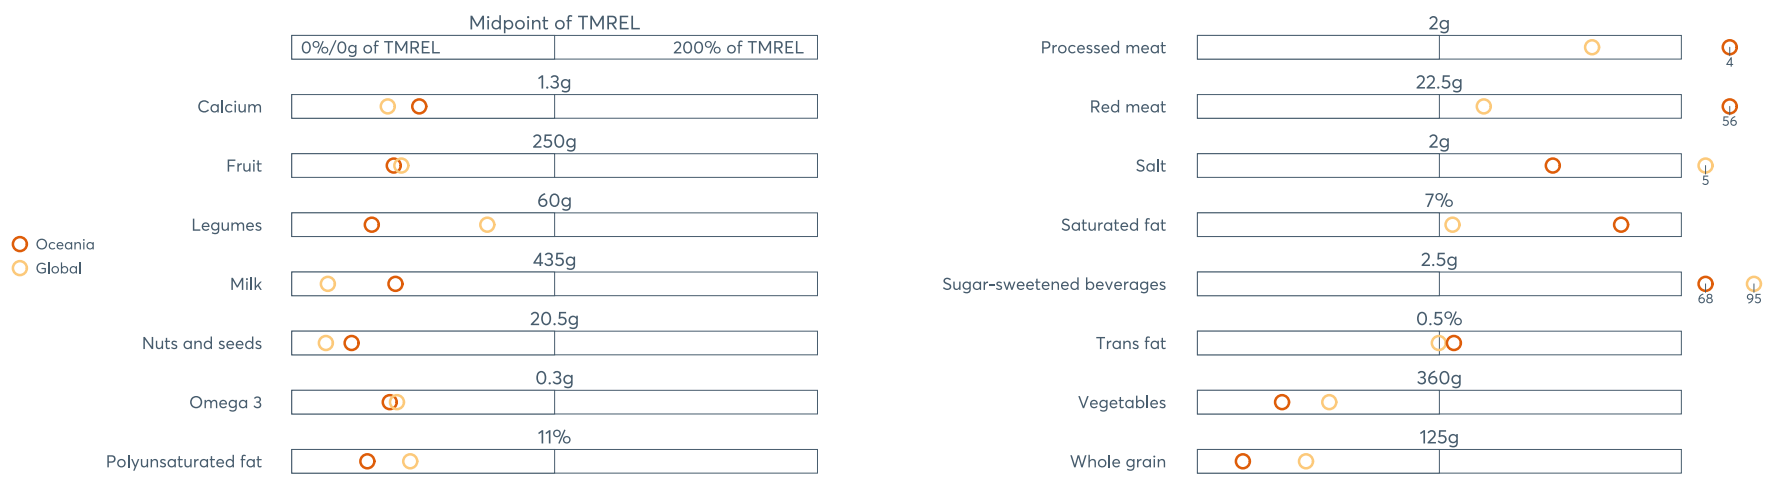 Midpoint of TMREL
0%/0g of TMREL 200% of TMREL
1.3g
Calcium
250g
Fruit
60g
Legumes
435g
Milk
20.5g
Nuts and seeds
0.3g
Omega 3
11%
Polyunsaturated fat
Oceania
Global
2g
Processed meat
4
22.5g
Red meat
56
2g
Salt
5
7%
Saturated fat
2.5g
Sugar-sweetened beverages
68 95
0.5%
Trans fat
360g
Vegetables
125g
Whole grain